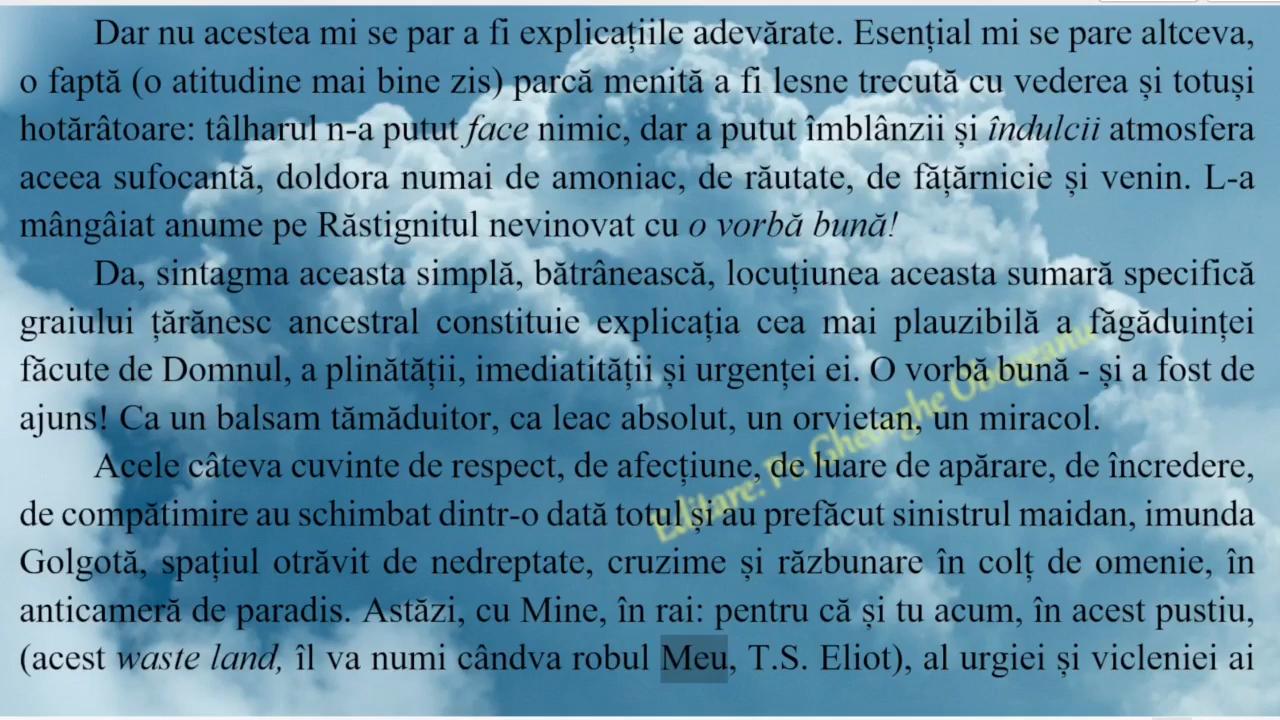 Dar nu acestea mi se par a fi explicațiile adevărate. Esențial mi se pare altceva,
o faptă (o atitudine mai bine zis) parcă menită a fi lesne trecută cu vederea și totuși
hotărâtoare: tâlharul n-a putut face nimic, dar a putut îmblânzii și îndulcii atmosfera
aceea sufocantă, doldora numai de amoniac, de răutate, de fățărnicie și venin. L-a
mângâiat anume pe Răstignitul nevinovat cu o vorbă bună!
Da, sintagma aceasta simplă, bătrânească, locuțiunea aceasta sumară specifică
graiului țărănesc ancestral constituie explicația cea mai plauzibilă a făgăduinței
făcute de Domnul, a plinătății, imediatității și urgenței ei. O vorbă bună - și a fost de
ajuns! Ca un balsam tămăduitor, ca leac absolut, un orvietan, un miracol.
Acele câteva cuvinte de respect, de afecțiune, de luare de apărare, de încredere,
de compătimire au schimbat dintr-o dată totul și au prefăcut sinistrul maidan, imunda
Golgotă, spațiul otrăvit de nedreptate, cruzime și răzbunare în colț de omenie, în
anticameră de paradis. Astăzi, cu Mine, în rai: pentru că și tu acum, în acest pustiu,
(acest waste land, îl va numi cândva robul Meu, T.S. Eliot), al urgiei și vicleniei ai
Editare: Pr. Gheorghe